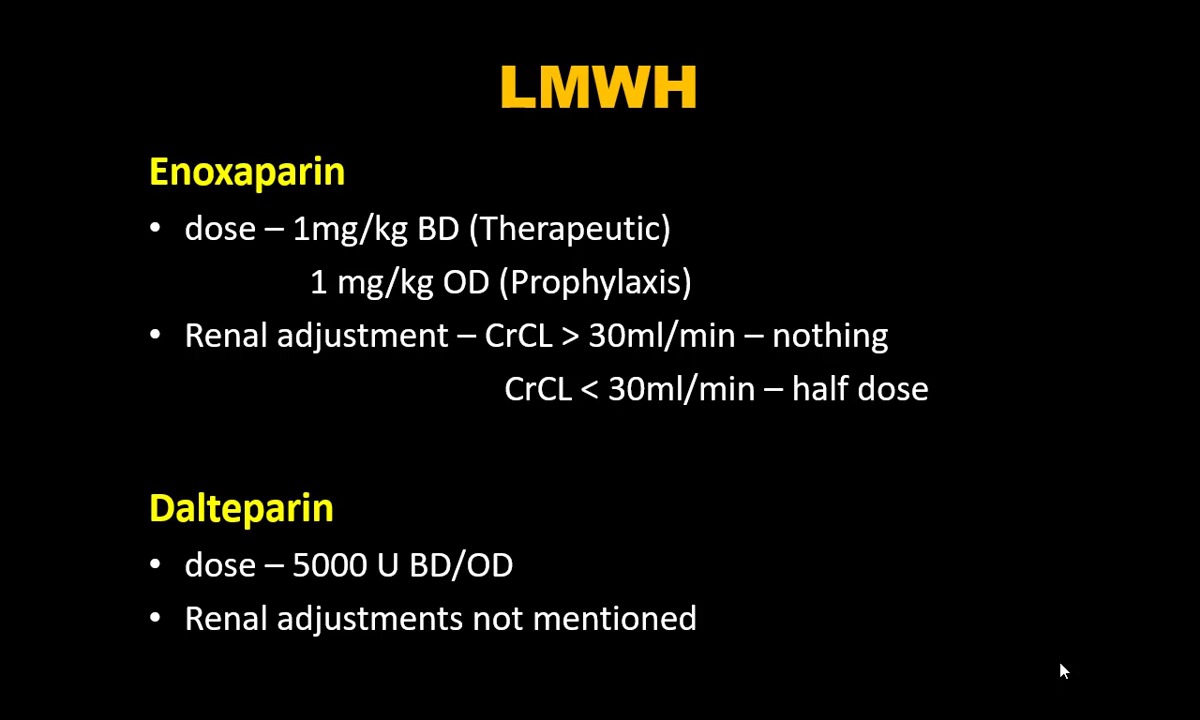 LMWH
Enoxaparin
• dose – 1mg/kg BD (Therapeutic)
1 mg/kg OD (Prophylaxis)
• Renal adjustment – CrCL > 30ml/min – nothing
CrCL < 30ml/min – half dose
Dalteparin
• dose – 5000 U BD/OD
• Renal adjustments not mentioned